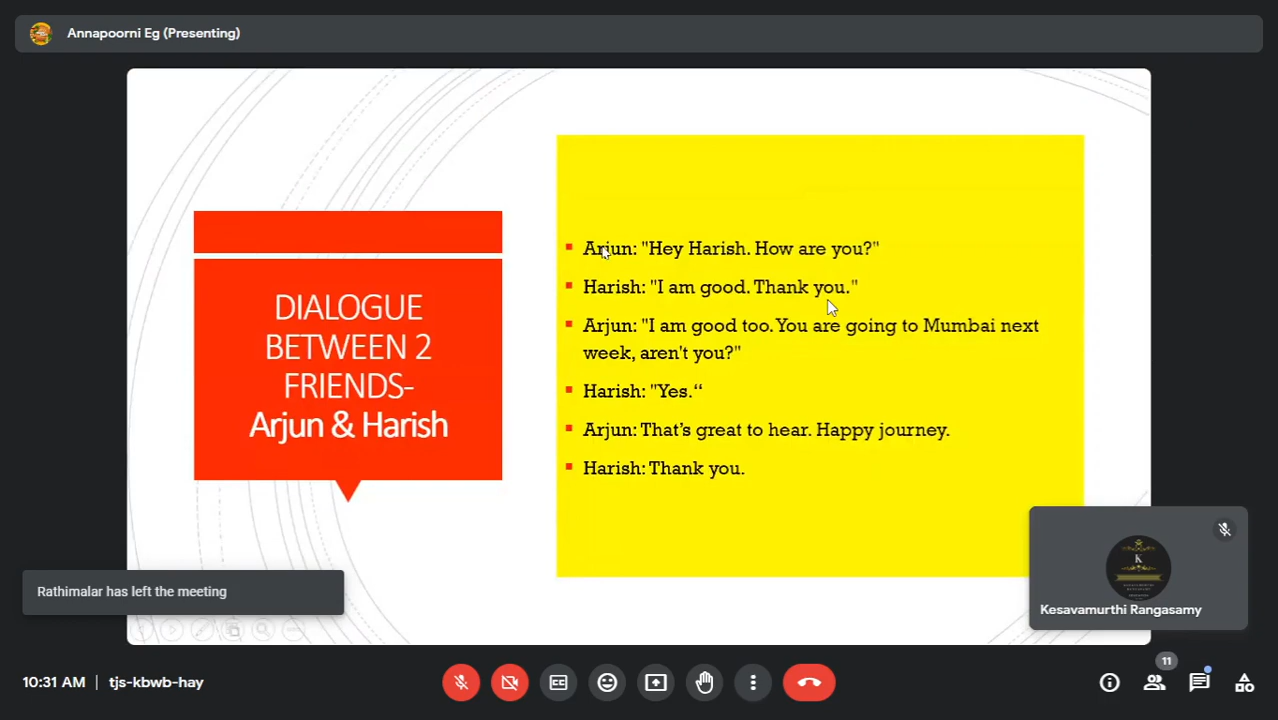 Annapoorni Eg (Presenting)
DIALOGUE
BETWEEN 2
FRIENDS-
Arjun & Harish
Arjun: "Hey Harish. How are you?"
Harish: "I am good. Thank you."
Arjun: "I am good too. You are going to Mumbai next
week, aren't you?"
Harish: "Yes.“
Arjun: That’s great to hear. Happy journey.
Harish: Thank you.
K
Kesavamurthi Rangasamy
Rathimalar has left the meeting
10:31 AM | tjs-kbwb-hay
11